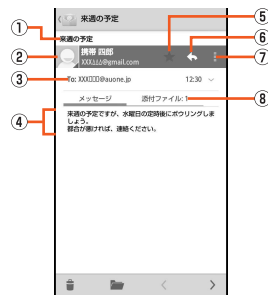 来週の予定
⑤
① 来週の予定
⑥
② 携帯 四郎
XXX△△@gmail.com
⑦
③ To: XXX□□□@auone.jp 12:30
メッセージ 添付ファイル:1
⑧
④ 来週の予定ですが、水曜日の定時後にボウリングしま
しょう。
都合が悪ければ、連絡ください。